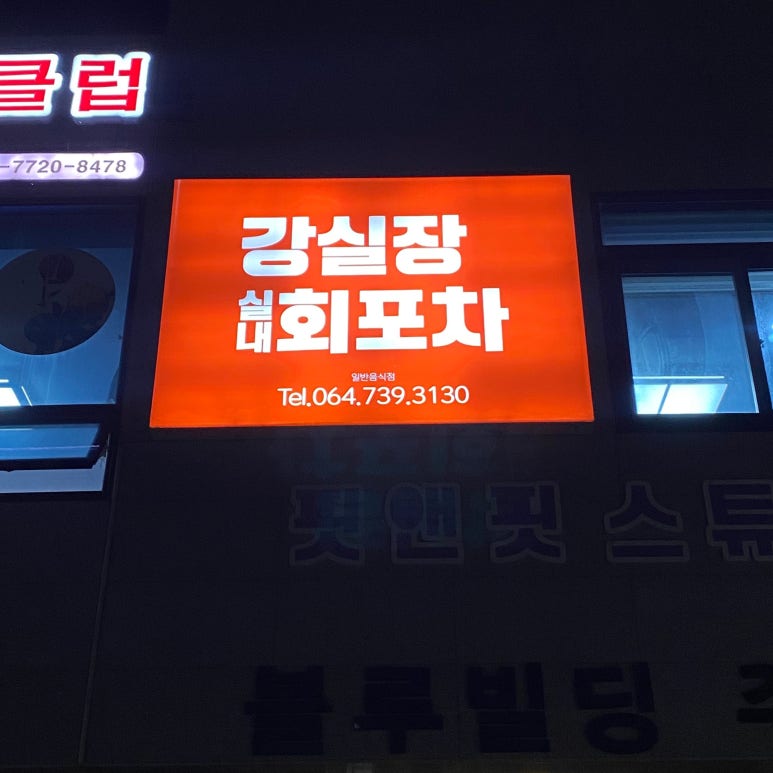 클럽
-7720-8478
강실장
실내 회포차
일반음식점
Tel.064.739.3130
핏앤핏 스튜
블루빌딩